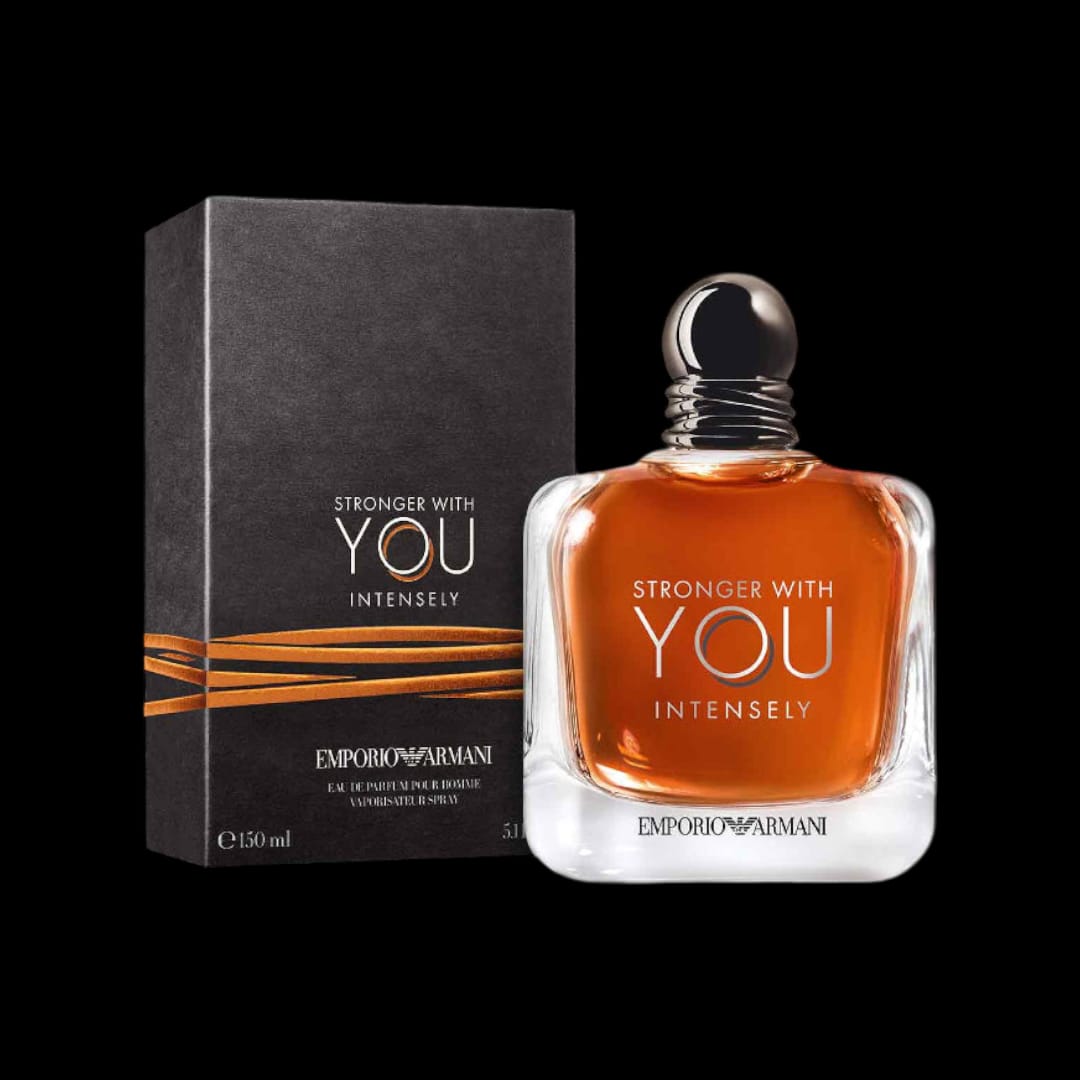 STRONGER WITH
YOU
INTENSELY
EMPORIO ARMANI
EAU DE PARFUM POUR HOMME
VAPORISATEUR SPRAY
℮150 ml
STRONGER WITH
YOU
INTENSELY
EMPORIO ARMANI